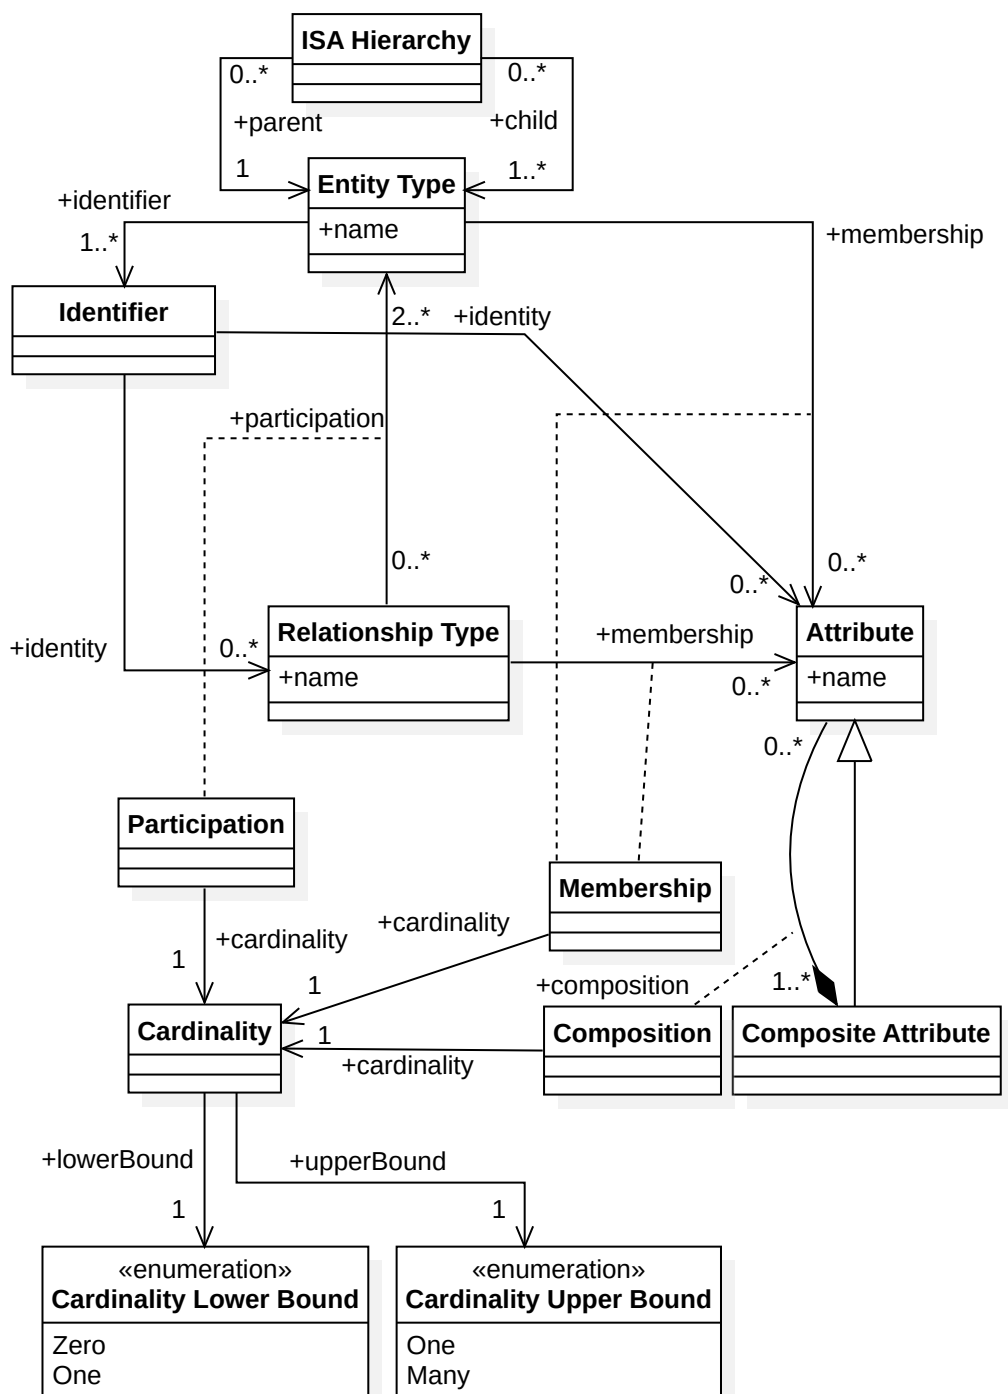 ISA Hierarchy
0..*
0..*
+parent
+child
1
1..*
Entity Type
+name
+identifier
1..*
+membership
Identifier
2..*
+identity
+participation
0..*
0..*
0..*
Relationship Type
+name
+identity
0..*
+membership
0..*
Attribute
+name
0..*
Participation
Membership
+cardinality
1
+cardinality
1
+composition
1..*
Cardinality
1
+cardinality
Composition
Composite Attribute
+lowerBound
1
+upperBound
1
«enumeration»
Cardinality Lower Bound
Zero
One
«enumeration»
Cardinality Upper Bound
One
Many